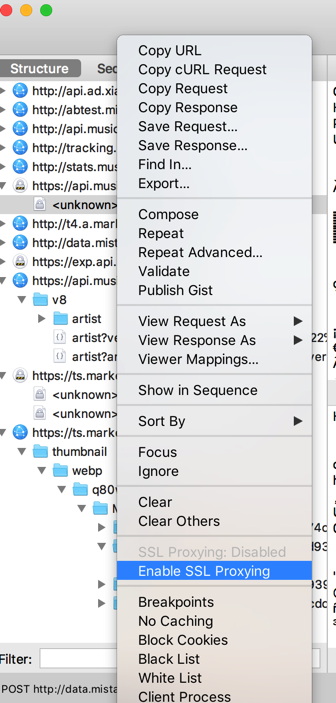 Structure
http://api.ad.xia
http://abtest.mi
http://api.music
http://tracking.
http://stats.mus
https://api.mus
<unknown>
http://t4.a.mark
http://data.mist
https://exp.api.
https://api.mus
v8
artist
artist?ve
artist?ar
https://ts.marke
<unknown>
<unknown>
https://ts.marke
thumbnail
webp
q80w
Filter:
POST http://data.mista
Copy URL
Copy cURL Request
Copy Request
Copy Response
Save Request...
Save Response...
Find In...
Export...
Compose
Repeat
Repeat Advanced...
Validate
Publish Gist
View Request As
View Response As
Viewer Mappings...
Show in Sequence
Sort By
Focus
Ignore
Clear
Clear Others
SSL Proxying: Disabled
Enable SSL Proxying
Breakpoints
No Caching
Block Cookies
Black List
White List
Client Process